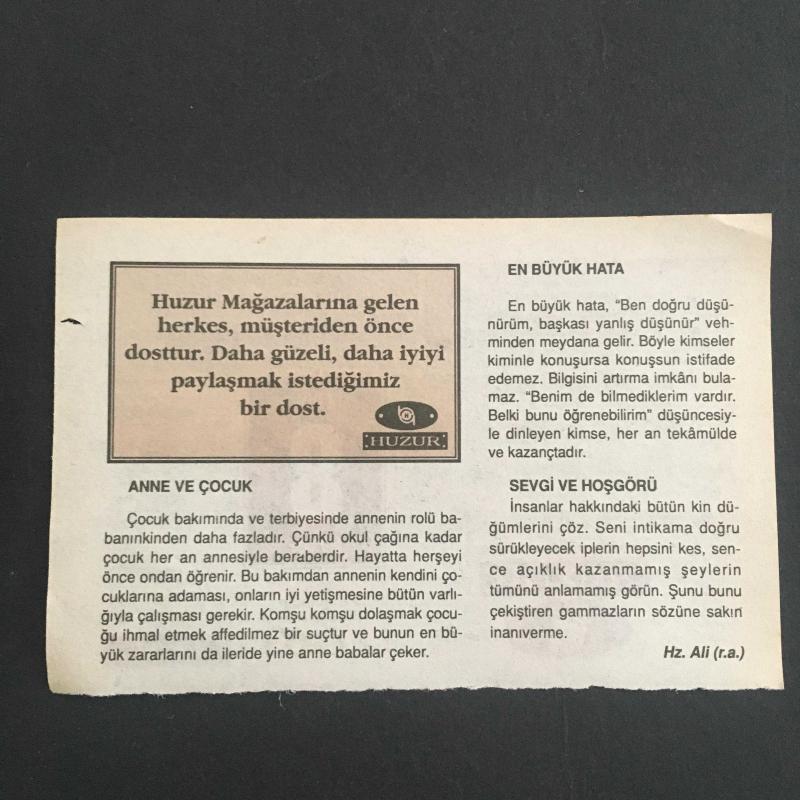 Huzur Mağazalarına gelen
herkes, müşteriden önce
dosttur. Daha güzeli, daha iyiyi
paylaşmak istediğimiz
bir dost.
HUZUR
ANNE VE ÇOCUK
Çocuk bakımında ve terbiyesinde annenin rolü ba-
banınkinden daha fazladır. Çünkü okul çağına kadar
çocuk her an annesiyle beraberdir. Hayatta herşeyi
önce ondan öğrenir. Bu bakımdan annenin kendini ço-
cuklarına adaması, onların iyi yetişmesine bütün varlı-
ğıyla çalışması gerekir. Komşu komşu dolaşmak çocu-
ğu ihmal etmek affedilmez bir suçtur ve bunun en bü-
yük zararlarını da ileride yine anne babalar çeker.
EN BÜYÜK HATA
En büyük hata, “Ben doğru düşü-
nürüm, başkası yanlış düşünür” veh-
minden meydana gelir. Böyle kimseler
kiminle konuşursa konuşsun istifade
edemez. Bilgisini artırma imkânı bula-
maz. “Benim de bilmediklerim vardır.
Belki bunu öğrenebilirim” düşüncesiy-
le dinleyen kimse, her an tekâmülde
ve kazançtadır.
SEVGİ VE HOŞGÖRÜ
İnsanlar hakkındaki bütün kin dü-
ğümlerini çöz. Seni intikama doğru
sürükleyecek iplerin hepsini kes, sen-
ce açıklık kazanmamış şeylerin
tümünü anlamamış görün. Şunu bunu
çekiştiren gammazların sözüne sakın
inanıverme.
Hz. Ali (r.a.)